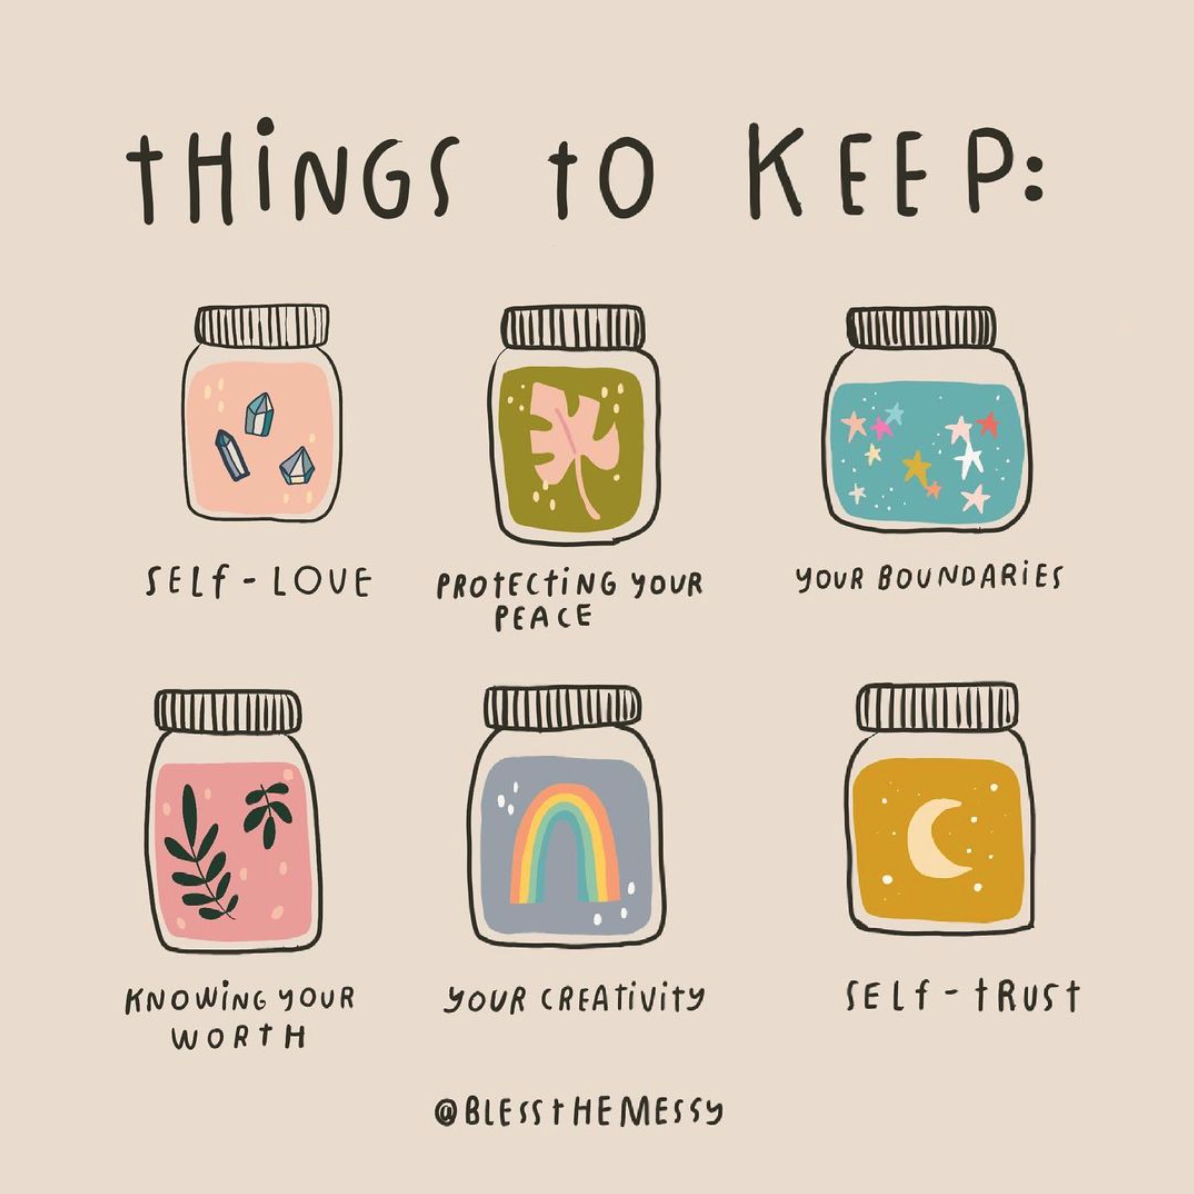 tHiNGS tO KEEP:
SELf-LOVE
PROtECtiNG YOUR
PEACE
YOUR BOUNDARiES
KNOWiNG YOUR
WORtH
YOUR CREAtiVitY
SELf-tRUSt
@BLESStHEMESSY